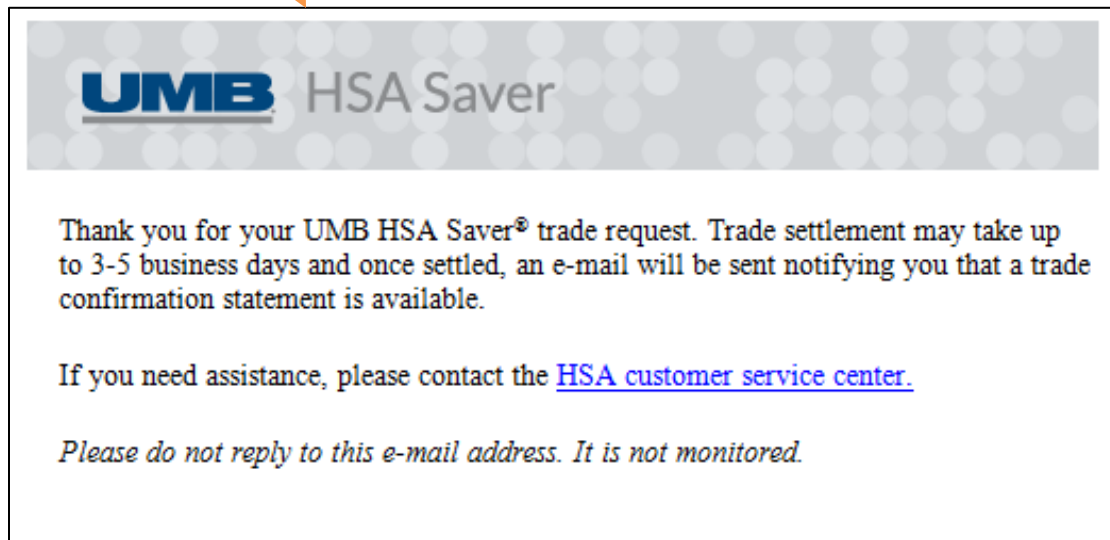 UMB HSA Saver
Thank you for your UMB HSA Saver® trade request. Trade settlement may take up
to 3-5 business days and once settled, an e-mail will be sent notifying you that a trade
confirmation statement is available.
If you need assistance, please contact the HSA customer service center.
Please do not reply to this e-mail address. It is not monitored.